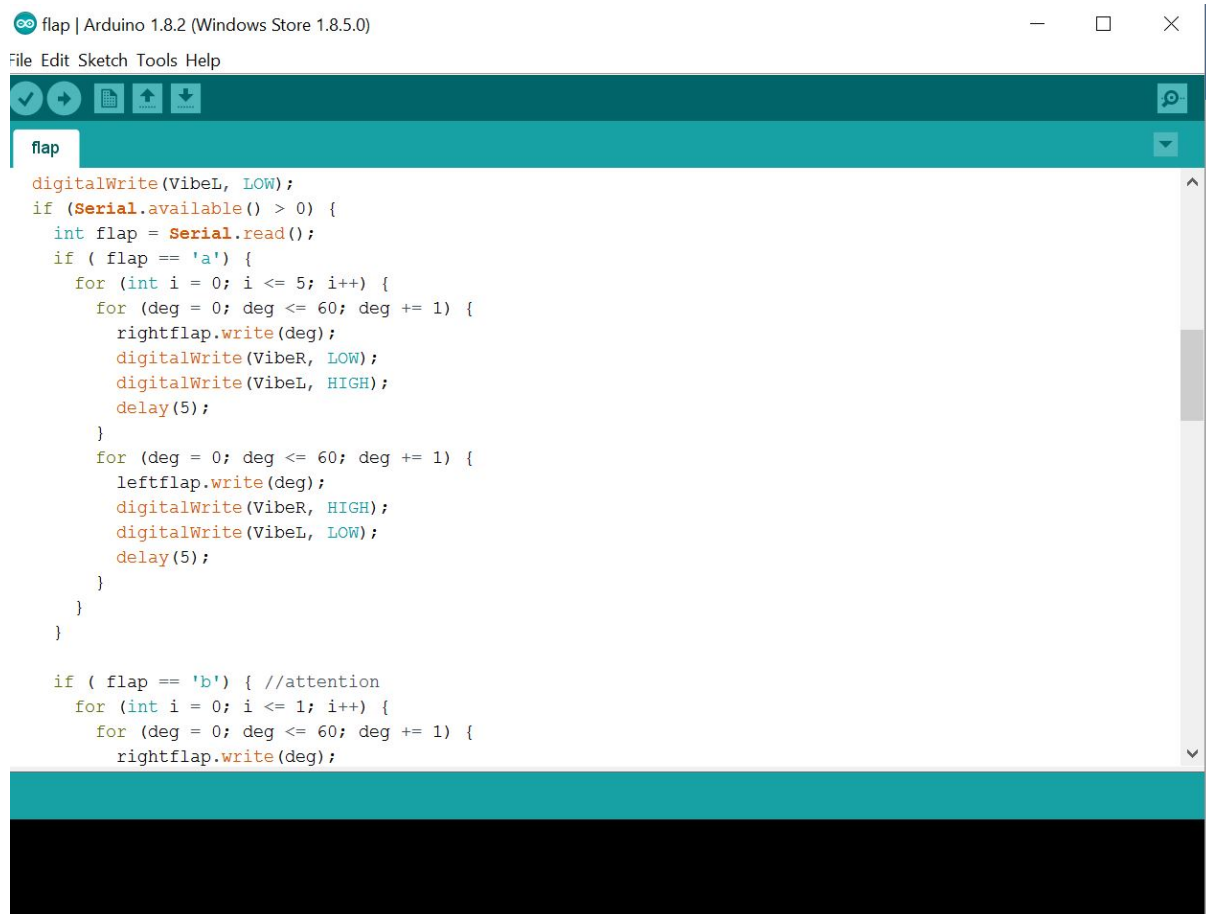 flap | Arduino 1.8.2 (Windows Store 1.8.5.0)
File Edit Sketch Tools Help
flap
digitalWrite(VibeL, LOW);
if (Serial.available() > 0) {
int flap = Serial.read();
if ( flap == 'a') {
for (int i = 0; i <= 5; i++) {
for (deg = 0; deg <= 60; deg += 1) {
rightflap.write(deg);
digitalWrite(VibeR, LOW);
digitalWrite(VibeL, HIGH);
delay(5);
}
for (deg = 0; deg <= 60; deg += 1) {
leftflap.write(deg);
digitalWrite(VibeR, HIGH);
digitalWrite(VibeL, LOW);
delay(5);
}
}
}
if ( flap == 'b') { //attention
for (int i = 0; i <= 1; i++) {
for (deg = 0; deg <= 60; deg += 1) {
rightflap.write(deg);